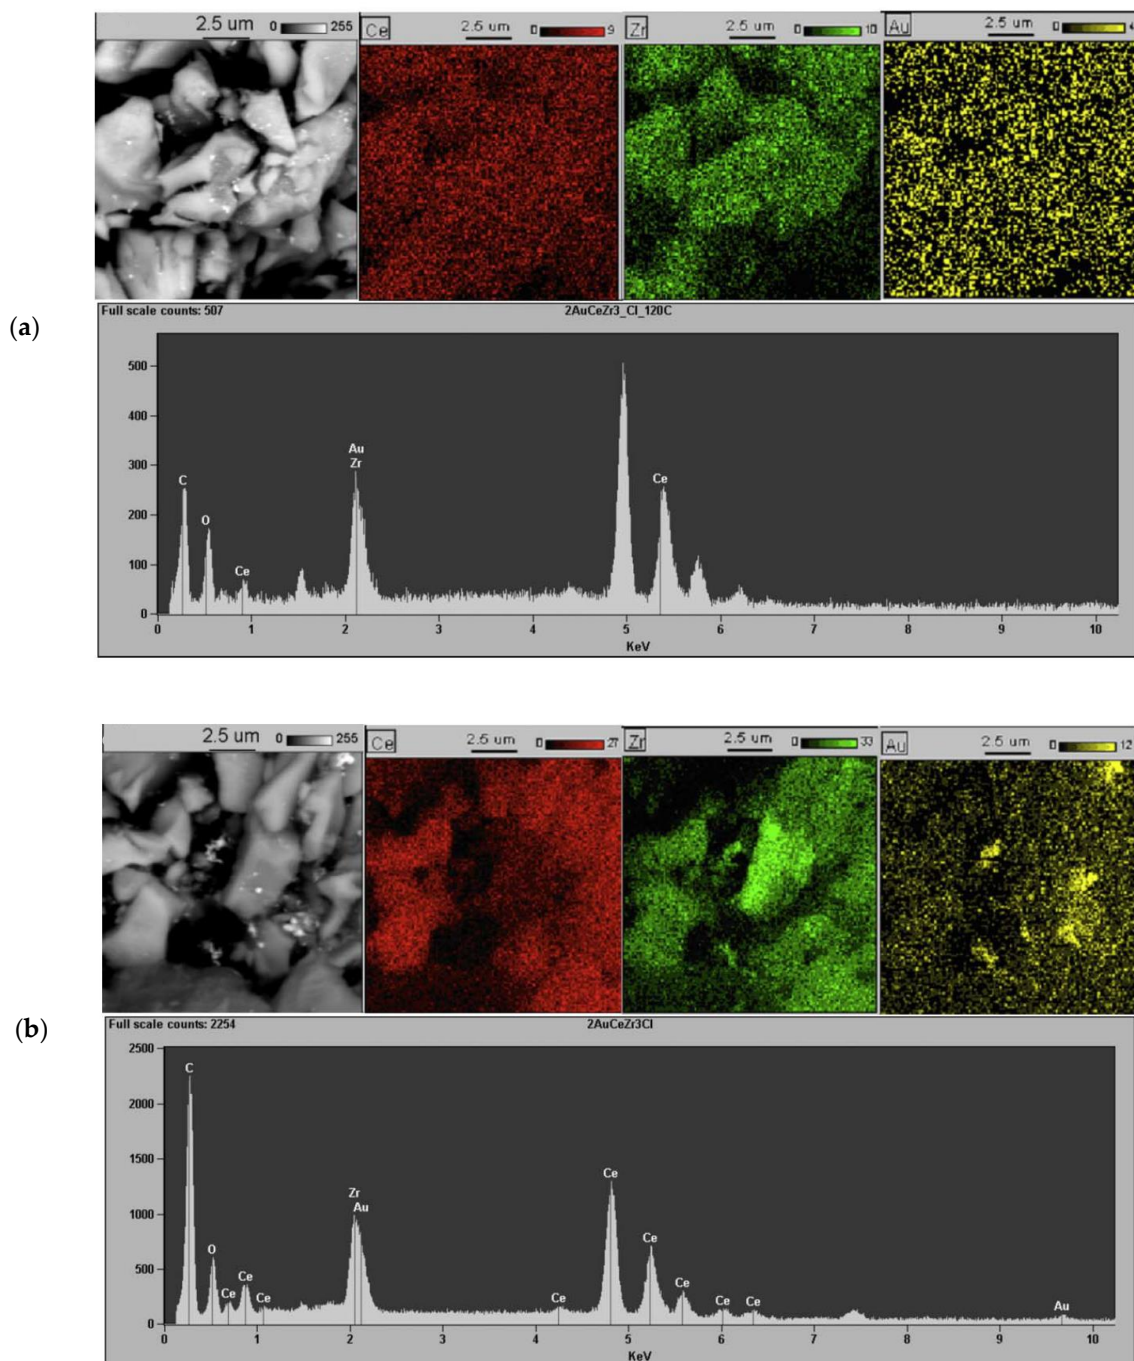 2.5 um 0 255 Ce 2.5 um 0 9 Zr 2.5 um 0 10 Au 2.5 um 0 4
(a)
Full scale counts: 507 2AuCeZr3_Cl_120C
500
400
300
200
100
0
C
O
Ce
Au
Zr
Ce
0 1 2 3 4 5 6 7 8 9 10
KeV
2.5 um 0 255 Ce 2.5 um 0 27 Zr 2.5 um 0 33 Au 2.5 um 0 12
(b)
Full scale counts: 2254 2AuCeZr3Cl
2500
2000
1500
1000
500
0
C
O
Ce
Ce
Ce
Zr
Au
Ce
Ce
Ce
Ce
Ce
Ce
Au
0 1 2 3 4 5 6 7 8 9 10
KeV